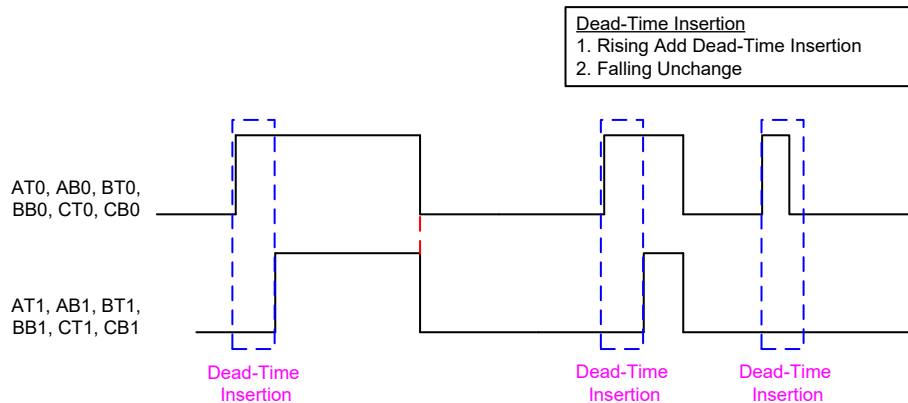 Dead-Time Insertion
1. Rising Add Dead-Time Insertion
2. Falling Unchange
AT0, AB0, BT0,
BB0, CT0, CB0
AT1, AB1, BT1,
BB1, CT1, CB1
Dead-Time
Insertion
Dead-Time
Insertion
Dead-Time
Insertion